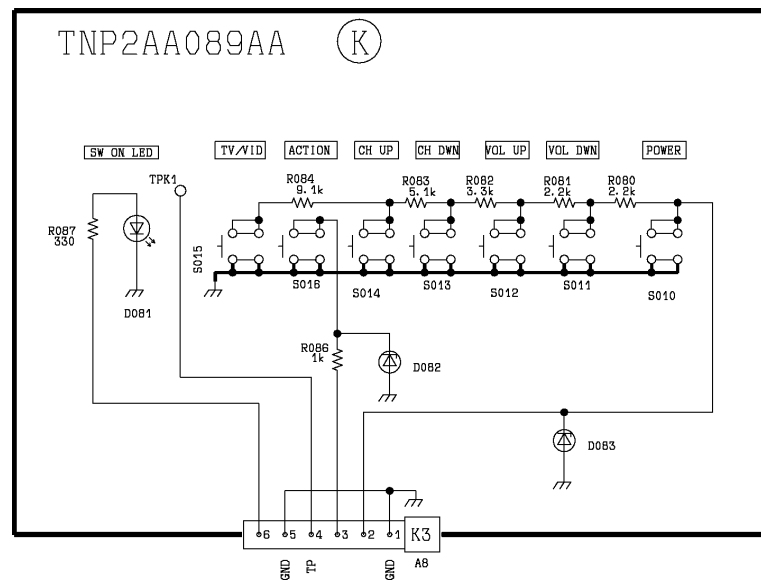 TNP2AA089AA K
SW ON LED TV/VID ACTION CH UP CH DWN VOL UP VOL DWN POWER
TPK1
R084
9.1k
R083
5.1k
R082
3.3k
R081
2.2k
R080
2.2k
R087
330
D081
S015
S016
S014
S013
S012
S011
S010
R086
1k
D082
D083
6 5 4 3 2 1 K3
GND TP GND A8